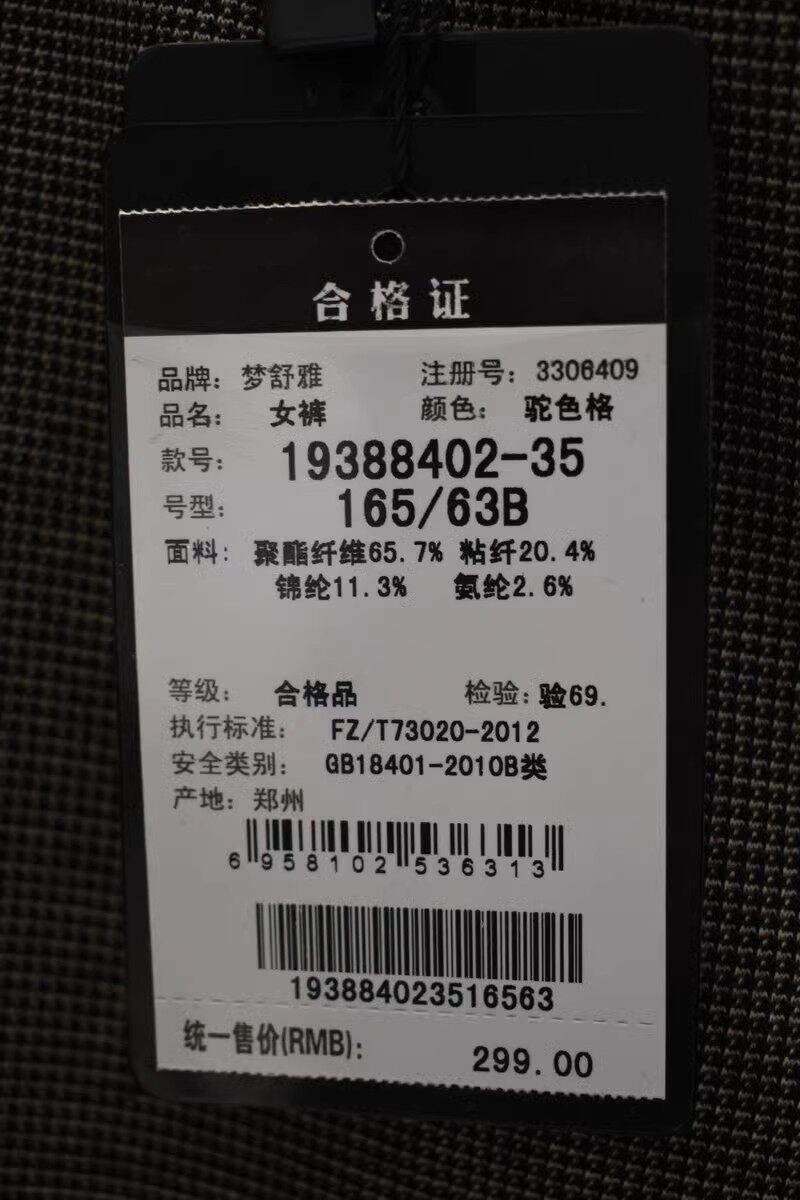 合格证
品牌：梦舒雅 注册号：3306409
品名： 女裤 颜色： 驼色格
款号： 19388402-35
号型： 165/63B
面料： 聚酯纤维65.7% 粘纤20.4%
锦纶11.3% 氨纶2.6%
等级： 合格品 检验：验69.
执行标准： FZ/T73020-2012
安全类别： GB18401-2010B类
产地：郑州
6958102536313
193884023516563
统一售价(RMB)： 299.00